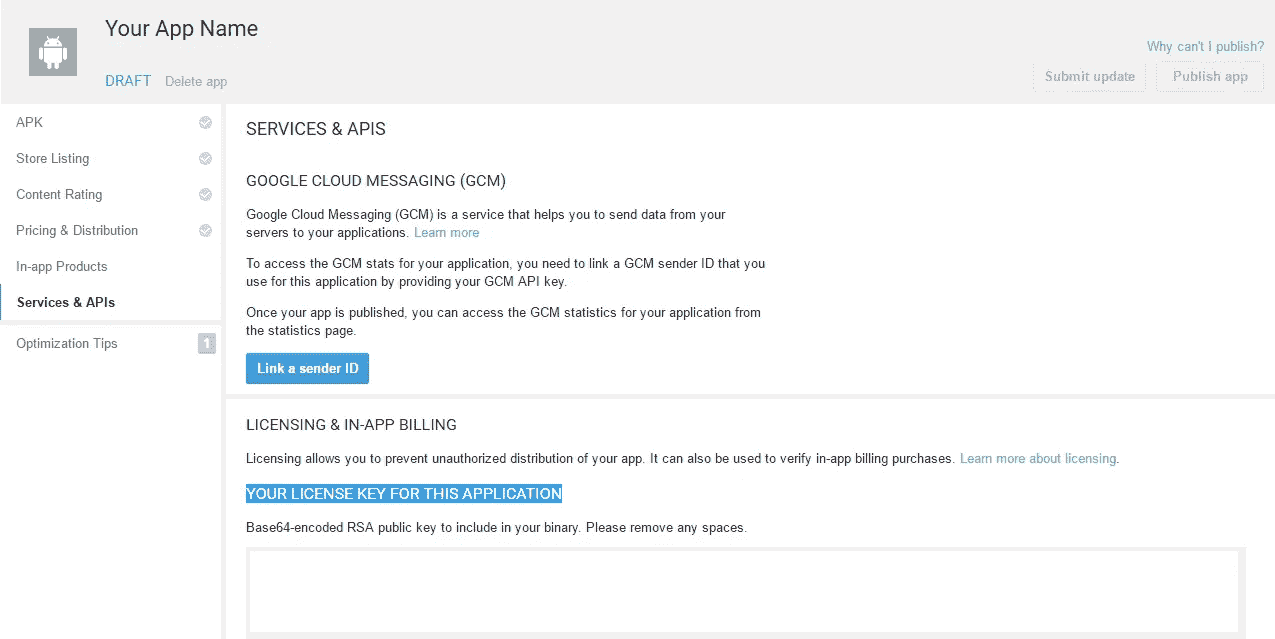 Your App Name
Why can't I publish?
DRAFT Delete app
Submit update Publish app
APK
Store Listing
Content Rating
Pricing & Distribution
In-app Products
Services & APIs
Optimization Tips 1
SERVICES & APIS
GOOGLE CLOUD MESSAGING (GCM)
Google Cloud Messaging (GCM) is a service that helps you to send data from your
servers to your applications. Learn more
To access the GCM stats for your application, you need to link a GCM sender ID that you
use for this application by providing your GCM API key.
Once your app is published, you can access the GCM statistics for your application from
the statistics page.
Link a sender ID
LICENSING & IN-APP BILLING
Licensing allows you to prevent unauthorized distribution of your app. It can also be used to verify in-app billing purchases. Learn more about licensing.
YOUR LICENSE KEY FOR THIS APPLICATION
Base64-encoded RSA public key to include in your binary. Please remove any spaces.